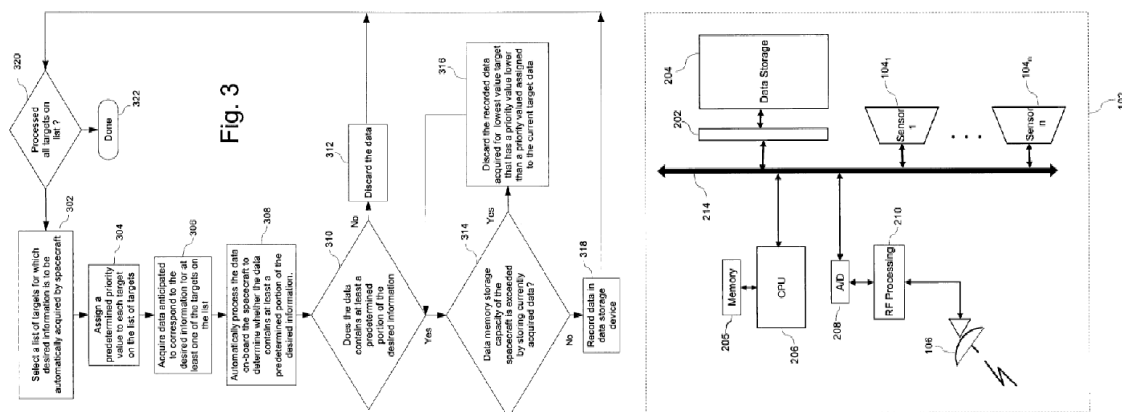 Fig. 3
320
Processed
all targets on
list ?
322
Done
302
Select a list of targets for which
desired information is to be
automatically acquired by spacecraft
304
Assign a
predetermined priority
value to each target
on the list of targets
306
Acquire data anticipated
to correspond to the
desired information for at
least one of the targets on
the list
308
Automatically process the data
on-board the spacecraft to
determine whether the data
contains at least a
predetermined portion of the
desired information.
310
Does the data
contains at least a
predetermined
portion of the
desired information
No
312
Discard the data
Yes
314
Data memory storage
capacity of the
spacecraft is exceeded
by storing currently
acquired data?
Yes
316
Discard the recorded data
acquired for lowest value target
that has a priority value lower
than a priority valued assigned
to the current target data
No
318
Record data in
data storage
device
204
Data Storage
202
104₁
Sensor
1
104ₙ
Sensor
n
102
214
205
Memory
CPU
206
208
A/D
210
RF Processing
106